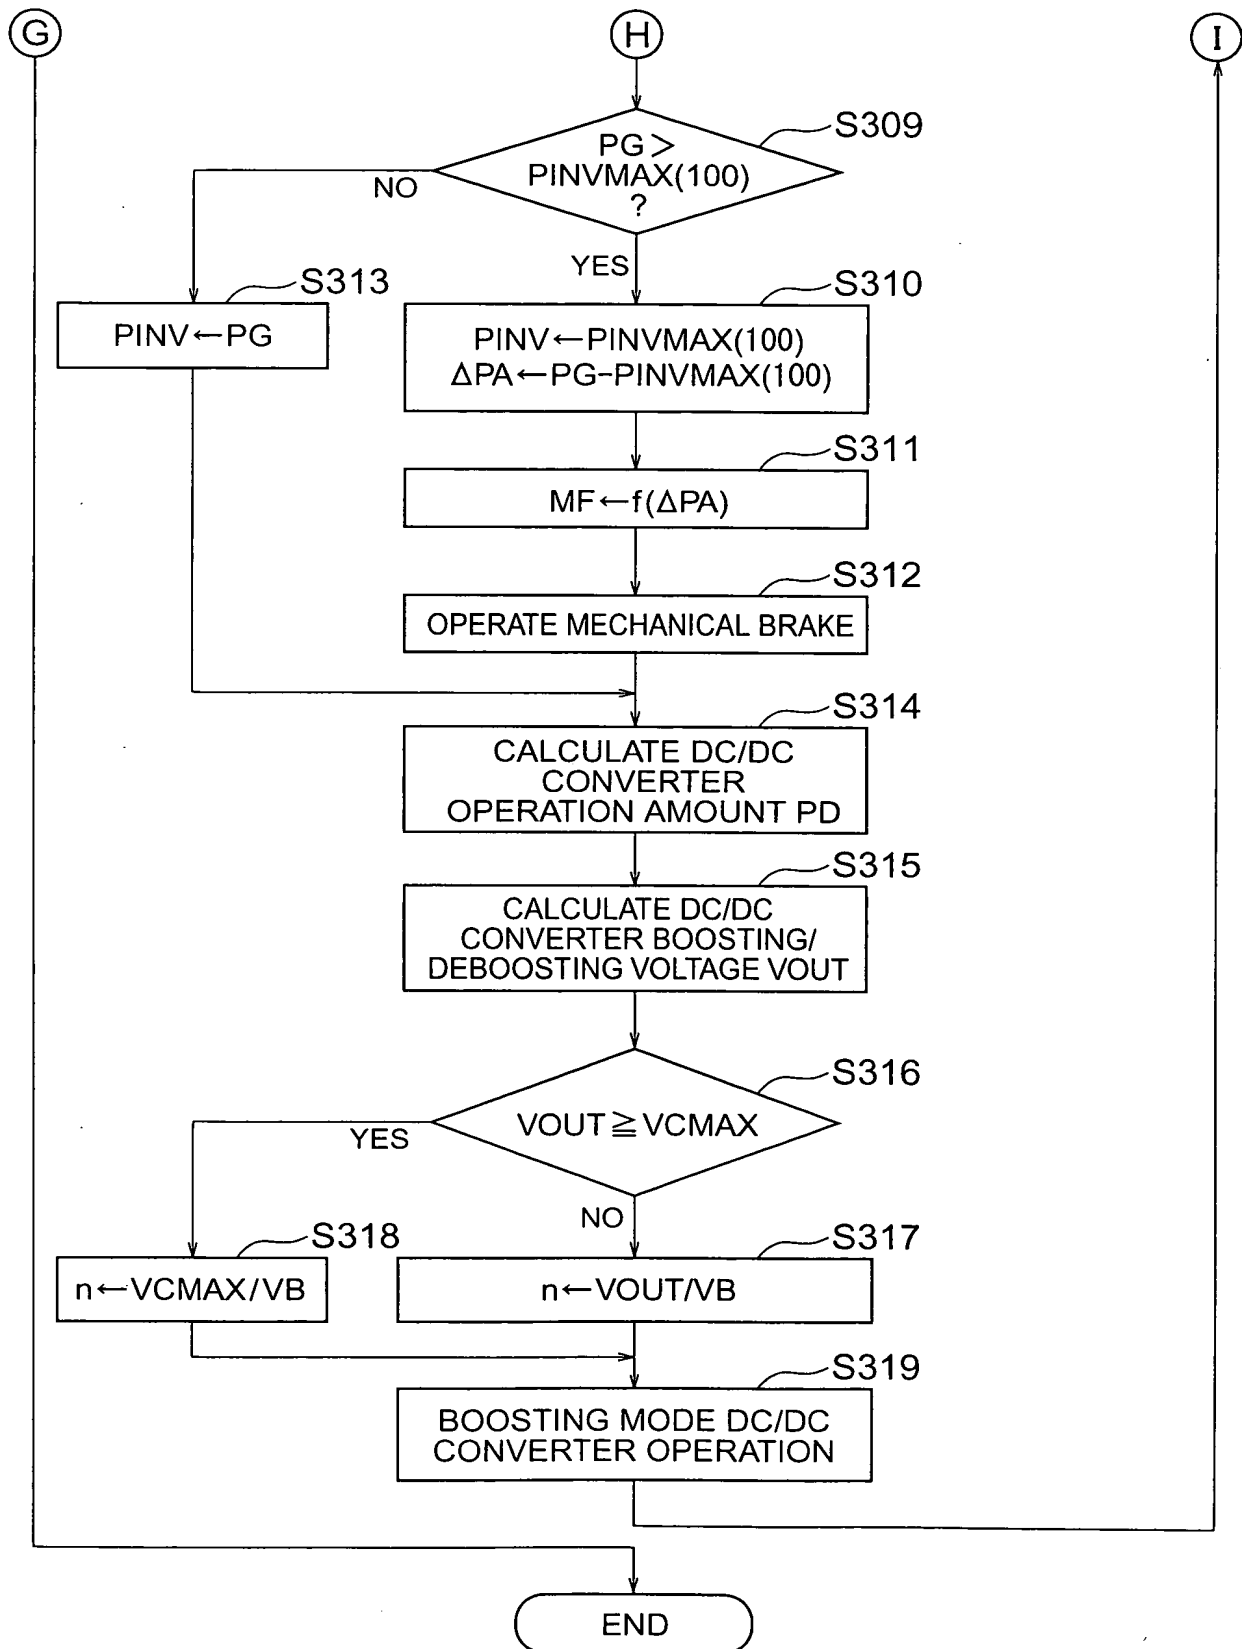 G
H
I
S309
PG >
PINVMAX(100)
?
NO
YES
S313
PINV←PG
S310
PINV←PINVMAX(100)
ΔPA←PG-PINVMAX(100)
S311
MF←f(ΔPA)
S312
OPERATE MECHANICAL BRAKE
S314
CALCULATE DC/DC
CONVERTER
OPERATION AMOUNT PD
S315
CALCULATE DC/DC
CONVERTER BOOSTING/
DEBOOSTING VOLTAGE VOUT
S316
VOUT≧VCMAX
YES
NO
S318
n←VCMAX/VB
S317
n←VOUT/VB
S319
BOOSTING MODE DC/DC
CONVERTER OPERATION
END